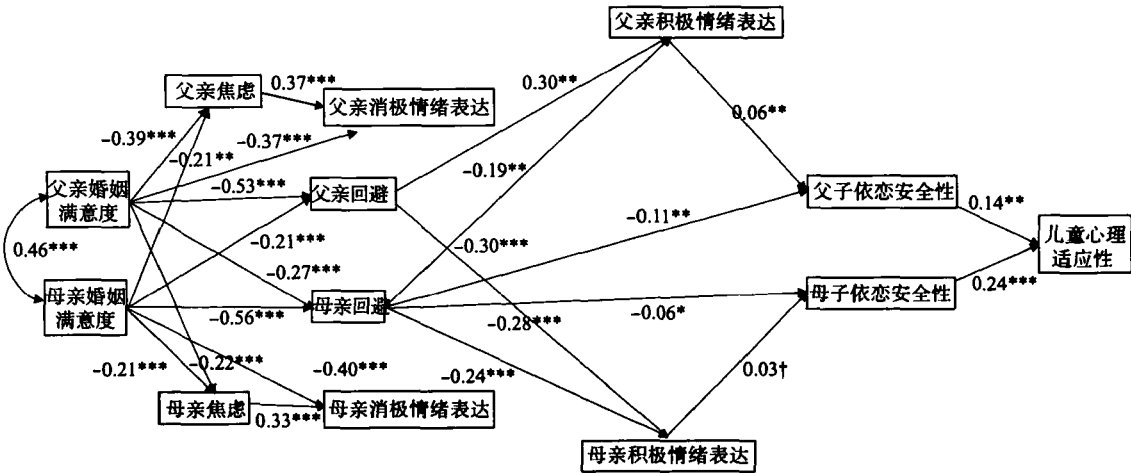 父亲积极情绪表达
父亲焦虑
0.37***
0.30**
父亲消极情绪表达
0.06**
-0.39***
-0.37***
-0.21**
-0.19**
父亲婚姻
满意度
-0.53***
父亲回避
父子依恋安全性
-0.11**
0.14**
0.46***
-0.21***
-0.30***
儿童心理
适应性
-0.27***
母亲婚姻
满意度
母亲回避
母子依恋安全性
0.24***
-0.56***
-0.28***
-0.06*
-0.21***
-0.22***
-0.40***
-0.24***
0.03†
母亲焦虑
0.33***
母亲消极情绪表达
母亲积极情绪表达